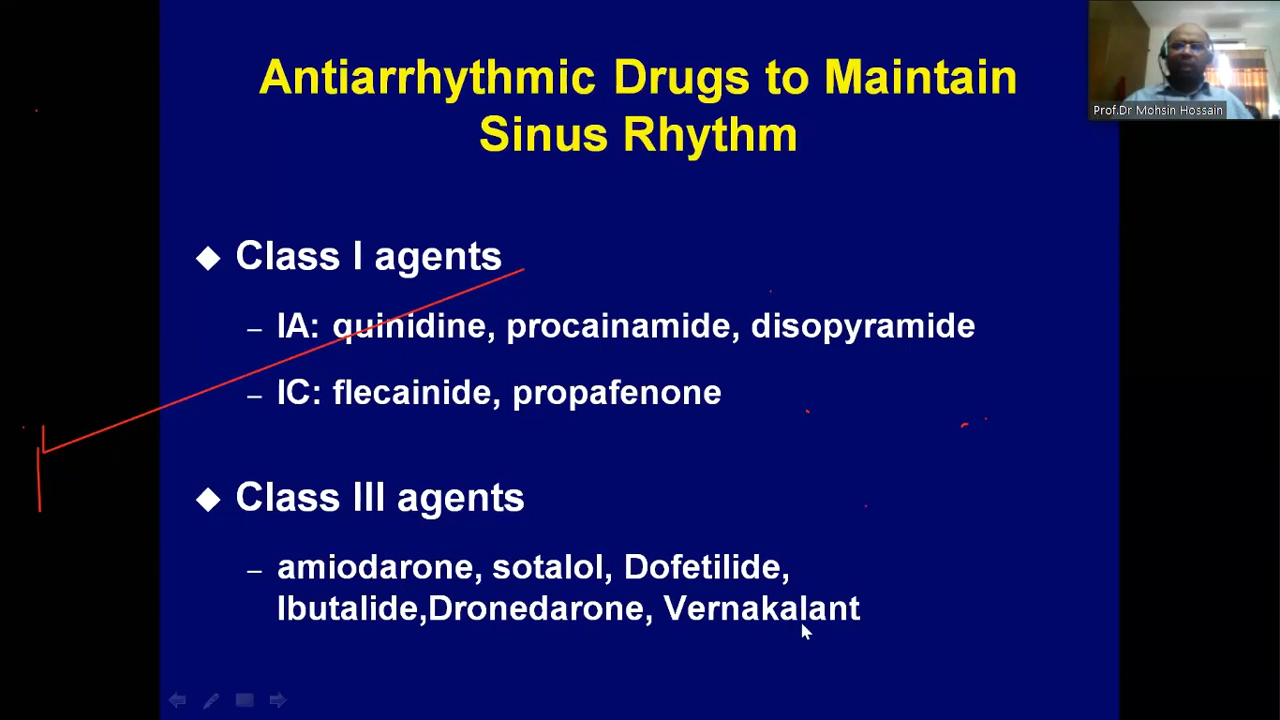 Antiarrhythmic Drugs to Maintain
Sinus Rhythm
Prof.Dr Mohsin Hossain
◆ Class I agents
– IA: quinidine, procainamide, disopyramide
– IC: flecainide, propafenone
◆ Class III agents
– amiodarone, sotalol, Dofetilide,
Ibutalide,Dronedarone, Vernakalant